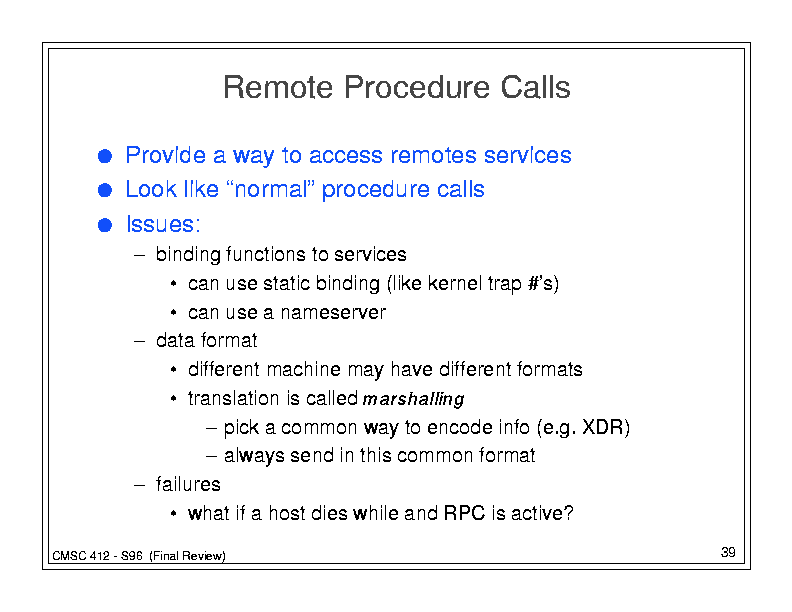 Remote Procedure Calls
● Provide a way to access remotes services
● Look like “normal” procedure calls
● Issues:
– binding functions to services
• can use static binding (like kernel trap #’s)
• can use a nameserver
– data format
• different machine may have different formats
• translation is called marshalling
– pick a common way to encode info (e.g. XDR)
– always send in this common format
– failures
• what if a host dies while and RPC is active?
CMSC 412 - S96 (Final Review)
39